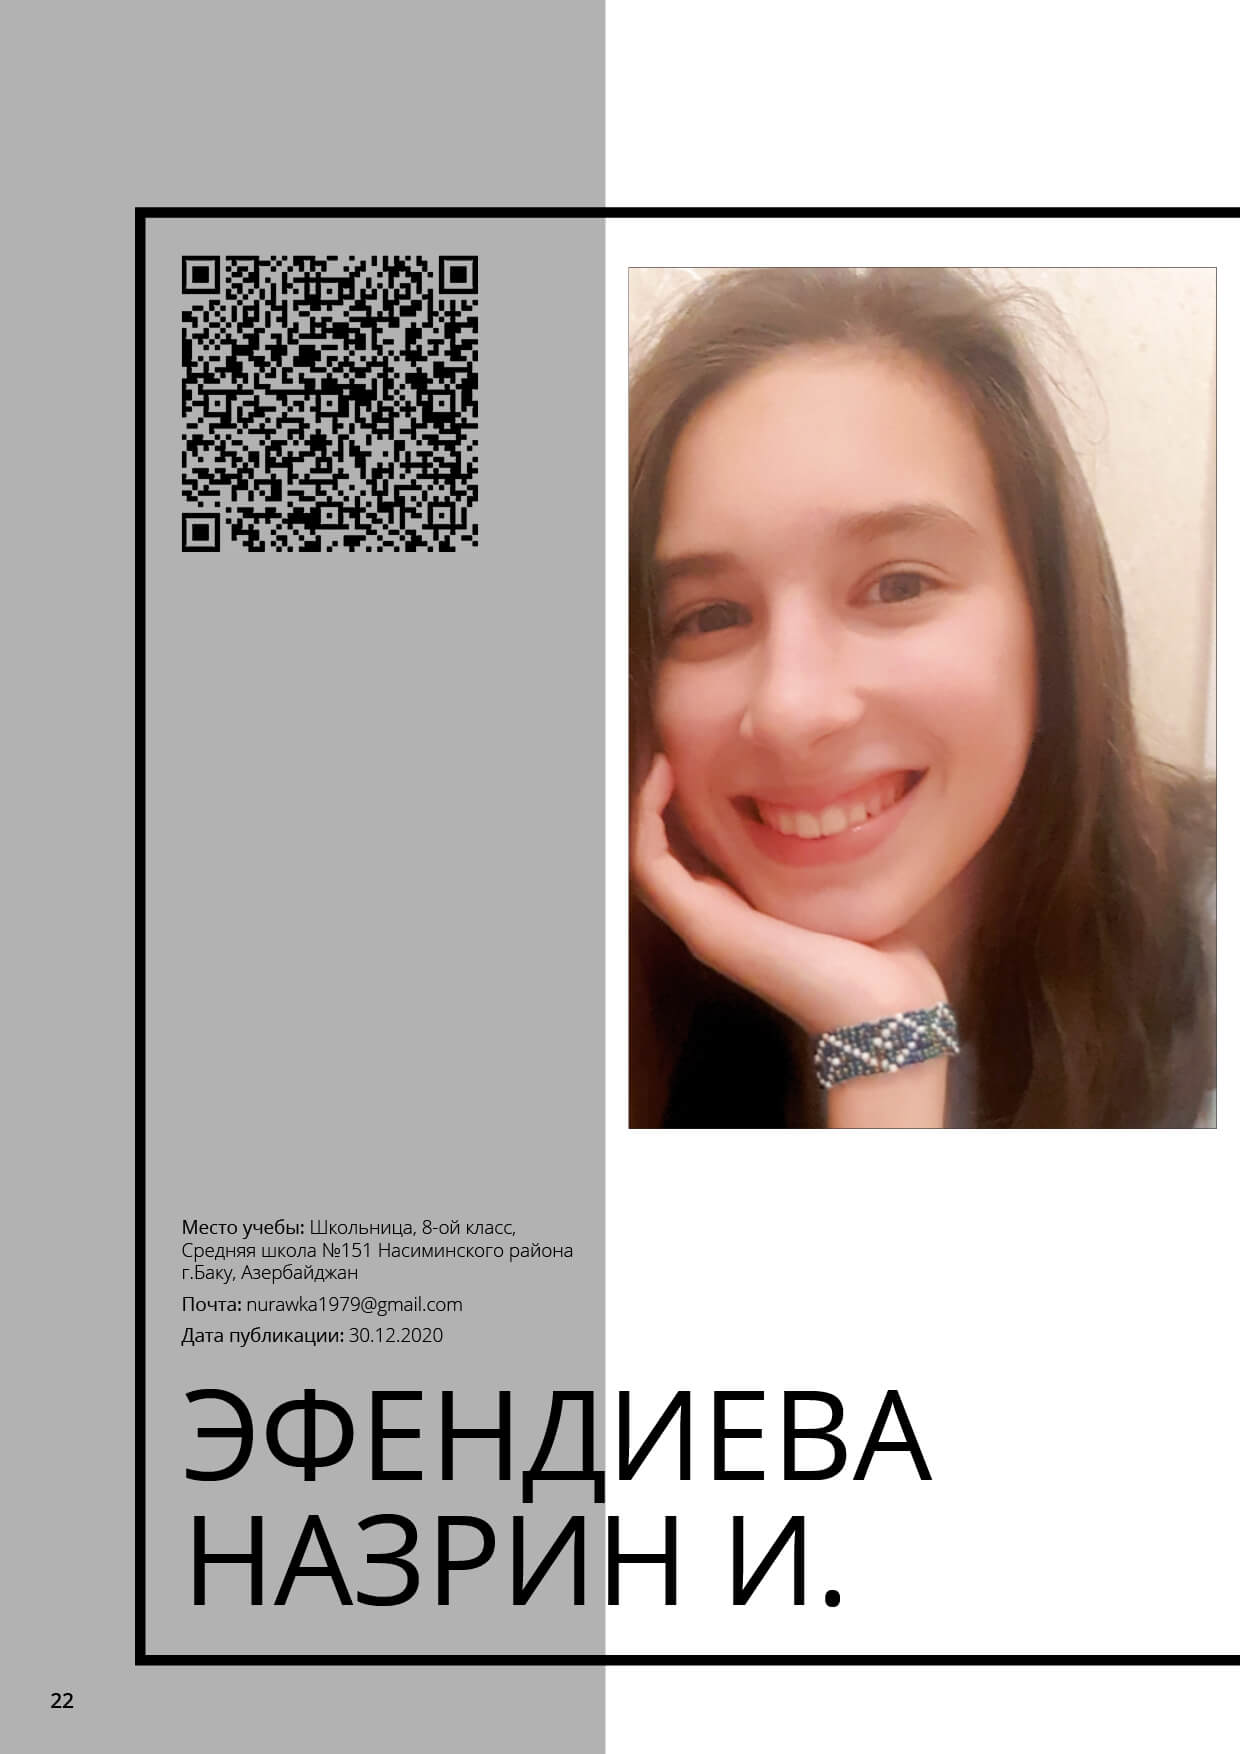 Место учебы: Школьница, 8-ой класс,
Средняя школа №151 Насиминского района
г.Баку, Азербайджан
Почта: nurawka1979@gmail.com
Дата публикации: 30.12.2020
ЭФЕНДИЕВА
НАЗРИН И.
22